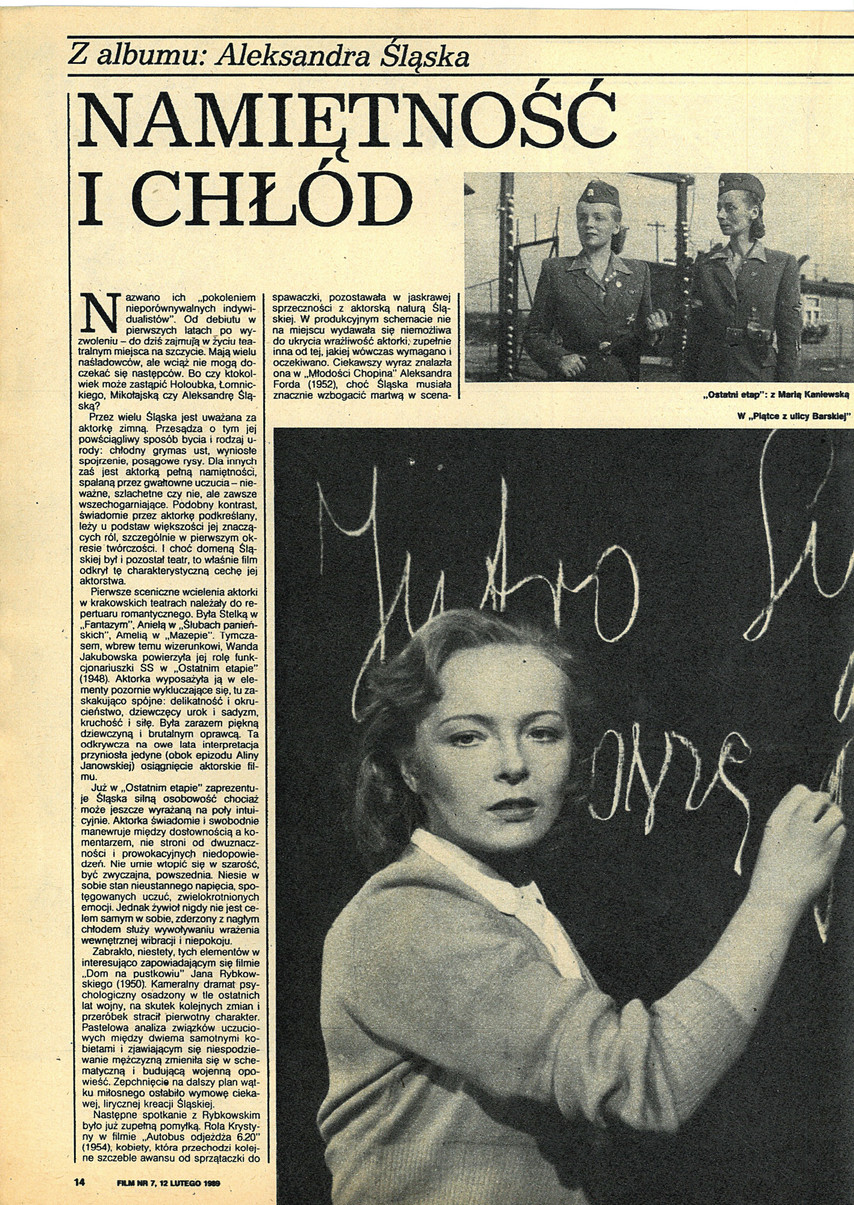 Z albumu: Aleksandra Śląska
NAMIĘTNOŚĆ
I CHŁÓD
Nazwano ich „pokoleniem
nieporównywalnych indywi-
dualistów”. Od debiutu w
pierwszych latach po wy-
zwoleniu – do dziś zajmują w życiu tea-
tralnym miejsca na szczycie. Mają wielu
naśladowców, ale wciąż nie mogą do-
czekać się następców. Bo czy ktokol-
wiek może zastąpić Holoubka, Łomnic-
kiego, Mikołajską czy Aleksandrę Ślą-
ską?
Przez wielu Śląska jest uważana za
aktorkę zimną. Przesądza o tym jej
powściągliwy sposób bycia i rodzaj u-
rody: chłodny grymas ust, wyniosłe
spojrzenie, posągowe rysy. Dla innych
zaś jest aktorką pełną namiętności,
spalaną przez gwałtowne uczucia – nie-
ważne, szlachetne czy nie, ale zawsze
wszechogarniające. Podobny kontrast,
świadomie przez aktorkę podkreślany,
leży u podstaw większości jej znaczą-
cych ról, szczególnie w pierwszym ok-
resie twórczości. I choć domeną Ślą-
skiej był i pozostał teatr, to właśnie film
odkrył tę charakterystyczną cechę jej
aktorstwa.
Pierwsze sceniczne wcielenia aktorki
w krakowskich teatrach należały do re-
pertuaru romantycznego. Była Stelką w
„Fantazym”, Anielą w „Ślubach panień-
skich”, Amelią w „Mazepie”. Tymcza-
sem, wbrew temu wizerunkowi, Wanda
Jakubowska powierzyła jej rolę funk-
cjonariuszki SS w „Ostatnim etapie”
(1948). Aktorka wyposażyła ją w ele-
menty pozornie wykluczające się, tu za-
skakująco spójne: delikatność i okru-
cieństwo, dziewczęcy urok i sadyzm,
kruchość i siłę. Była zarazem piękną
dziewczyną i brutalnym oprawcą. Ta
odkrywcza na owe lata interpretacja
przyniosła jedyne (obok epizodu Aliny
Janowskiej) osiągnięcie aktorskie fil-
mu.
Już w „Ostatnim etapie” zaprezentu-
je Śląska silną osobowość chociaż
może jeszcze wyrażaną na poły intui-
cyjnie. Aktorka świadomie i swobodnie
manewruje między dosłownością a ko-
mentarzem, nie stroni od dwuznacz-
ności i prowokacyjnych niedopowie-
dzeń. Nie umie wtopić się w szarość,
być zwyczajna, powszednia. Niesie w
sobie stan nieustannego napięcia, spo-
tęgowanych uczuć, zwielokrotnionych
emocji. Jednak żywioł nigdy nie jest ce-
lem samym w sobie, zderzony z nagłym
chłodem służy wywoływaniu wrażenia
wewnętrznej wibracji i niepokoju.
Zabrakło, niestety, tych elementów w
interesująco zapowiadającym się filmie
„Dom na pustkowiu” Jana Rybkow-
skiego (1950). Kameralny dramat psy-
chologiczny osadzony w tle ostatnich
lat wojny, na skutek kolejnych zmian i
przeróbek stracił pierwotny charakter.
Pastelowa analiza związków uczucio-
wych między dwiema samotnymi ko-
bietami i zjawiającym się niespodzie-
wanie mężczyzną zmieniła się w sche-
matyczną i budującą wojenną opo-
wieść. Zepchnięcie na dalszy plan wąt-
ku miłosnego osłabiło wymowę cieka-
wej, lirycznej kreacji Śląskiej.
Następne spotkanie z Rybkowskim
było już zupełną pomyłką. Rola Krysty-
ny w filmie „Autobus odjeżdża 6.20”
(1954), kobiety, która przechodzi kolej-
ne szczeble awansu od sprzątaczki do
spawaczki, pozostawała w jaskrawej
sprzeczności z aktorską naturą Ślą-
skiej. W produkcyjnym schemacie nie
na miejscu wydawała się niemożliwa
do ukrycia wrażliwość aktorki, zupełnie
inna od tej, jakiej wówczas wymagano i
oczekiwano. Ciekawszy wyraz znalazła
ona w „Młodości Chopina” Aleksandra
Forda (1952), choć Śląska musiała
znacznie wzbogacić martwą w scena-
„Ostatni etap”: z Marią Kaniewską
W „Piątce z ulicy Barskiej”
Jutro
14 FILM NR 7, 12 LUTEGO 1989